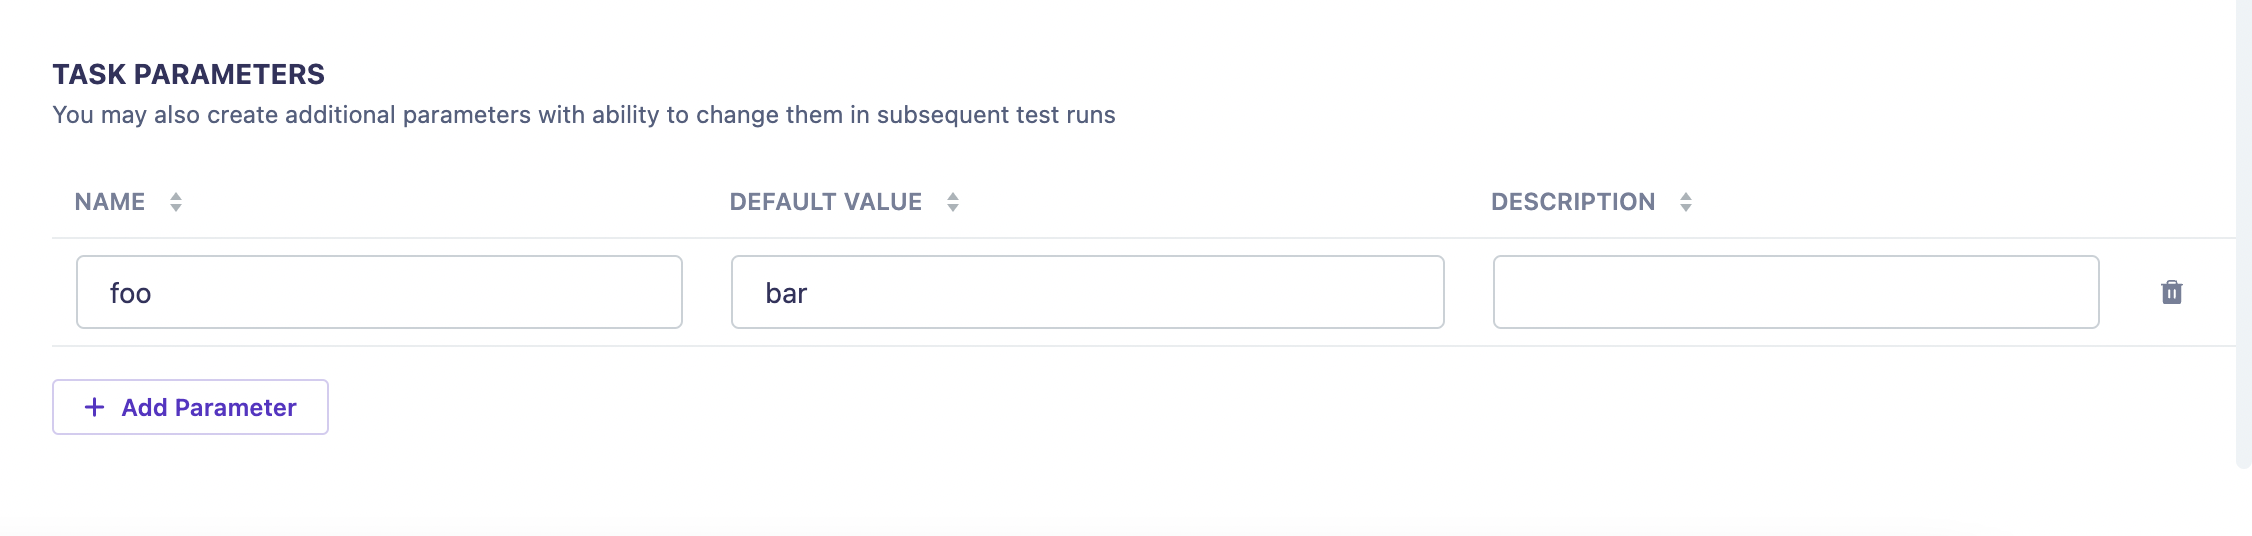 TASK PARAMETERS
You may also create additional parameters with ability to change them in subsequent test runs
NAME DEFAULT VALUE DESCRIPTION
foo bar
+ Add Parameter